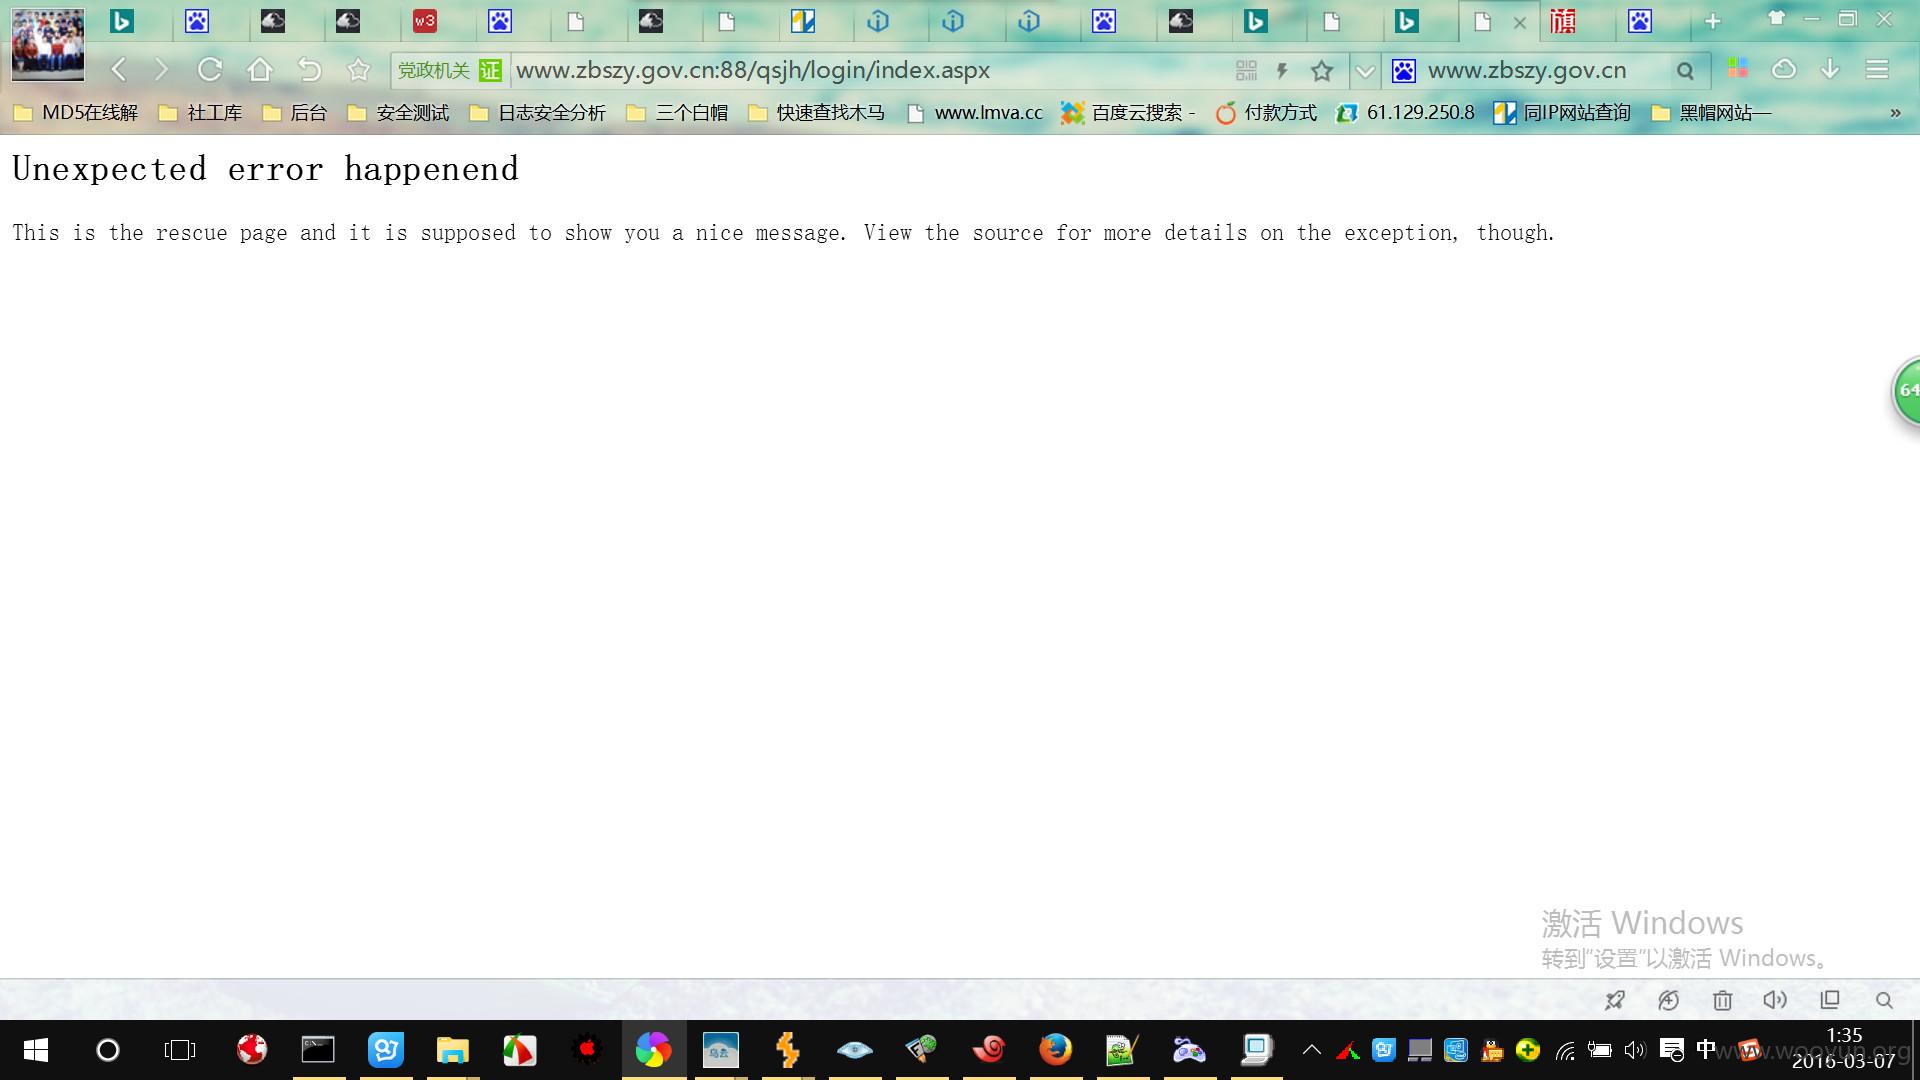 w3
旗
党政机关 证 www.zbszy.gov.cn:88/qsjh/login/index.aspx www.zbszy.gov.cn
MD5在线解 社工库 后台 安全测试 日志安全分析 三个白帽 快速查找木马 www.lmva.cc 百度云搜索 - 付款方式 61.129.250.8 同IP网站查询 黑帽网站一 »
Unexpected error happenend
This is the rescue page and it is supposed to show you a nice message. View the source for more details on the exception, though.
64
激活 Windows
转到"设置"以激活 Windows。
乌云
中
1:35
2016-03-07
www.wooyun.org